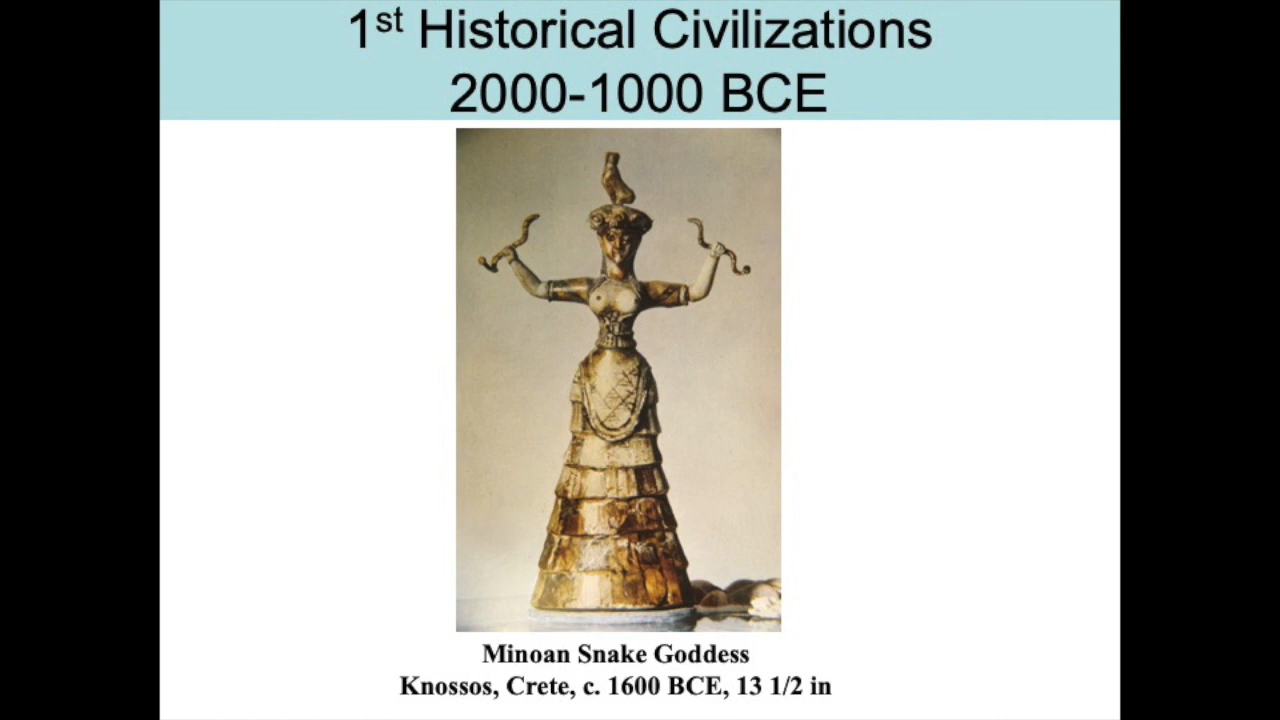 1st Historical Civilizations
2000-1000 BCE
Minoan Snake Goddess
Knossos, Crete, c. 1600 BCE, 13 1/2 in